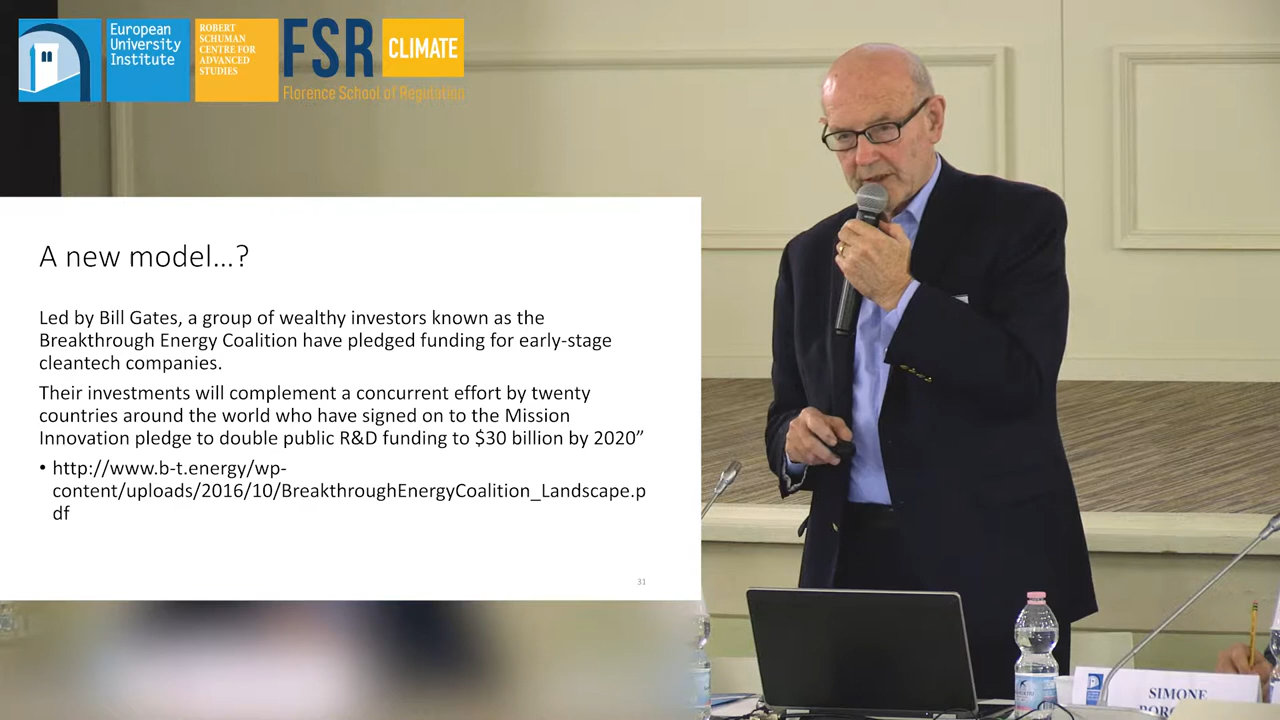 European
University
Institute
ROBERT
SCHUMAN
CENTRE FOR
ADVANCED
STUDIES
FSR
CLIMATE
Florence School of Regulation
A new model...?
Led by Bill Gates, a group of wealthy investors known as the
Breakthrough Energy Coalition have pledged funding for early-stage
cleantech companies.
Their investments will complement a concurrent effort by twenty
countries around the world who have signed on to the Mission
Innovation pledge to double public R&D funding to $30 billion by 2020”
• http://www.b-t.energy/wp-
content/uploads/2016/10/BreakthroughEnergyCoalition_Landscape.p
df
31
SIMONE